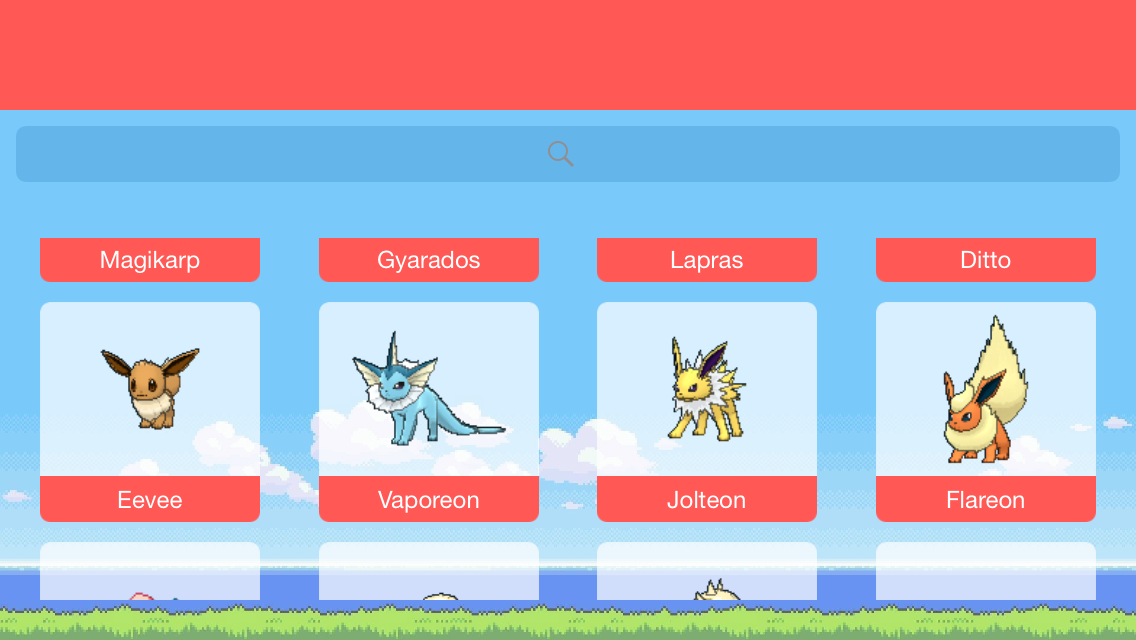 Magikarp
Gyarados
Lapras
Ditto
Eevee
Vaporeon
Jolteon
Flareon